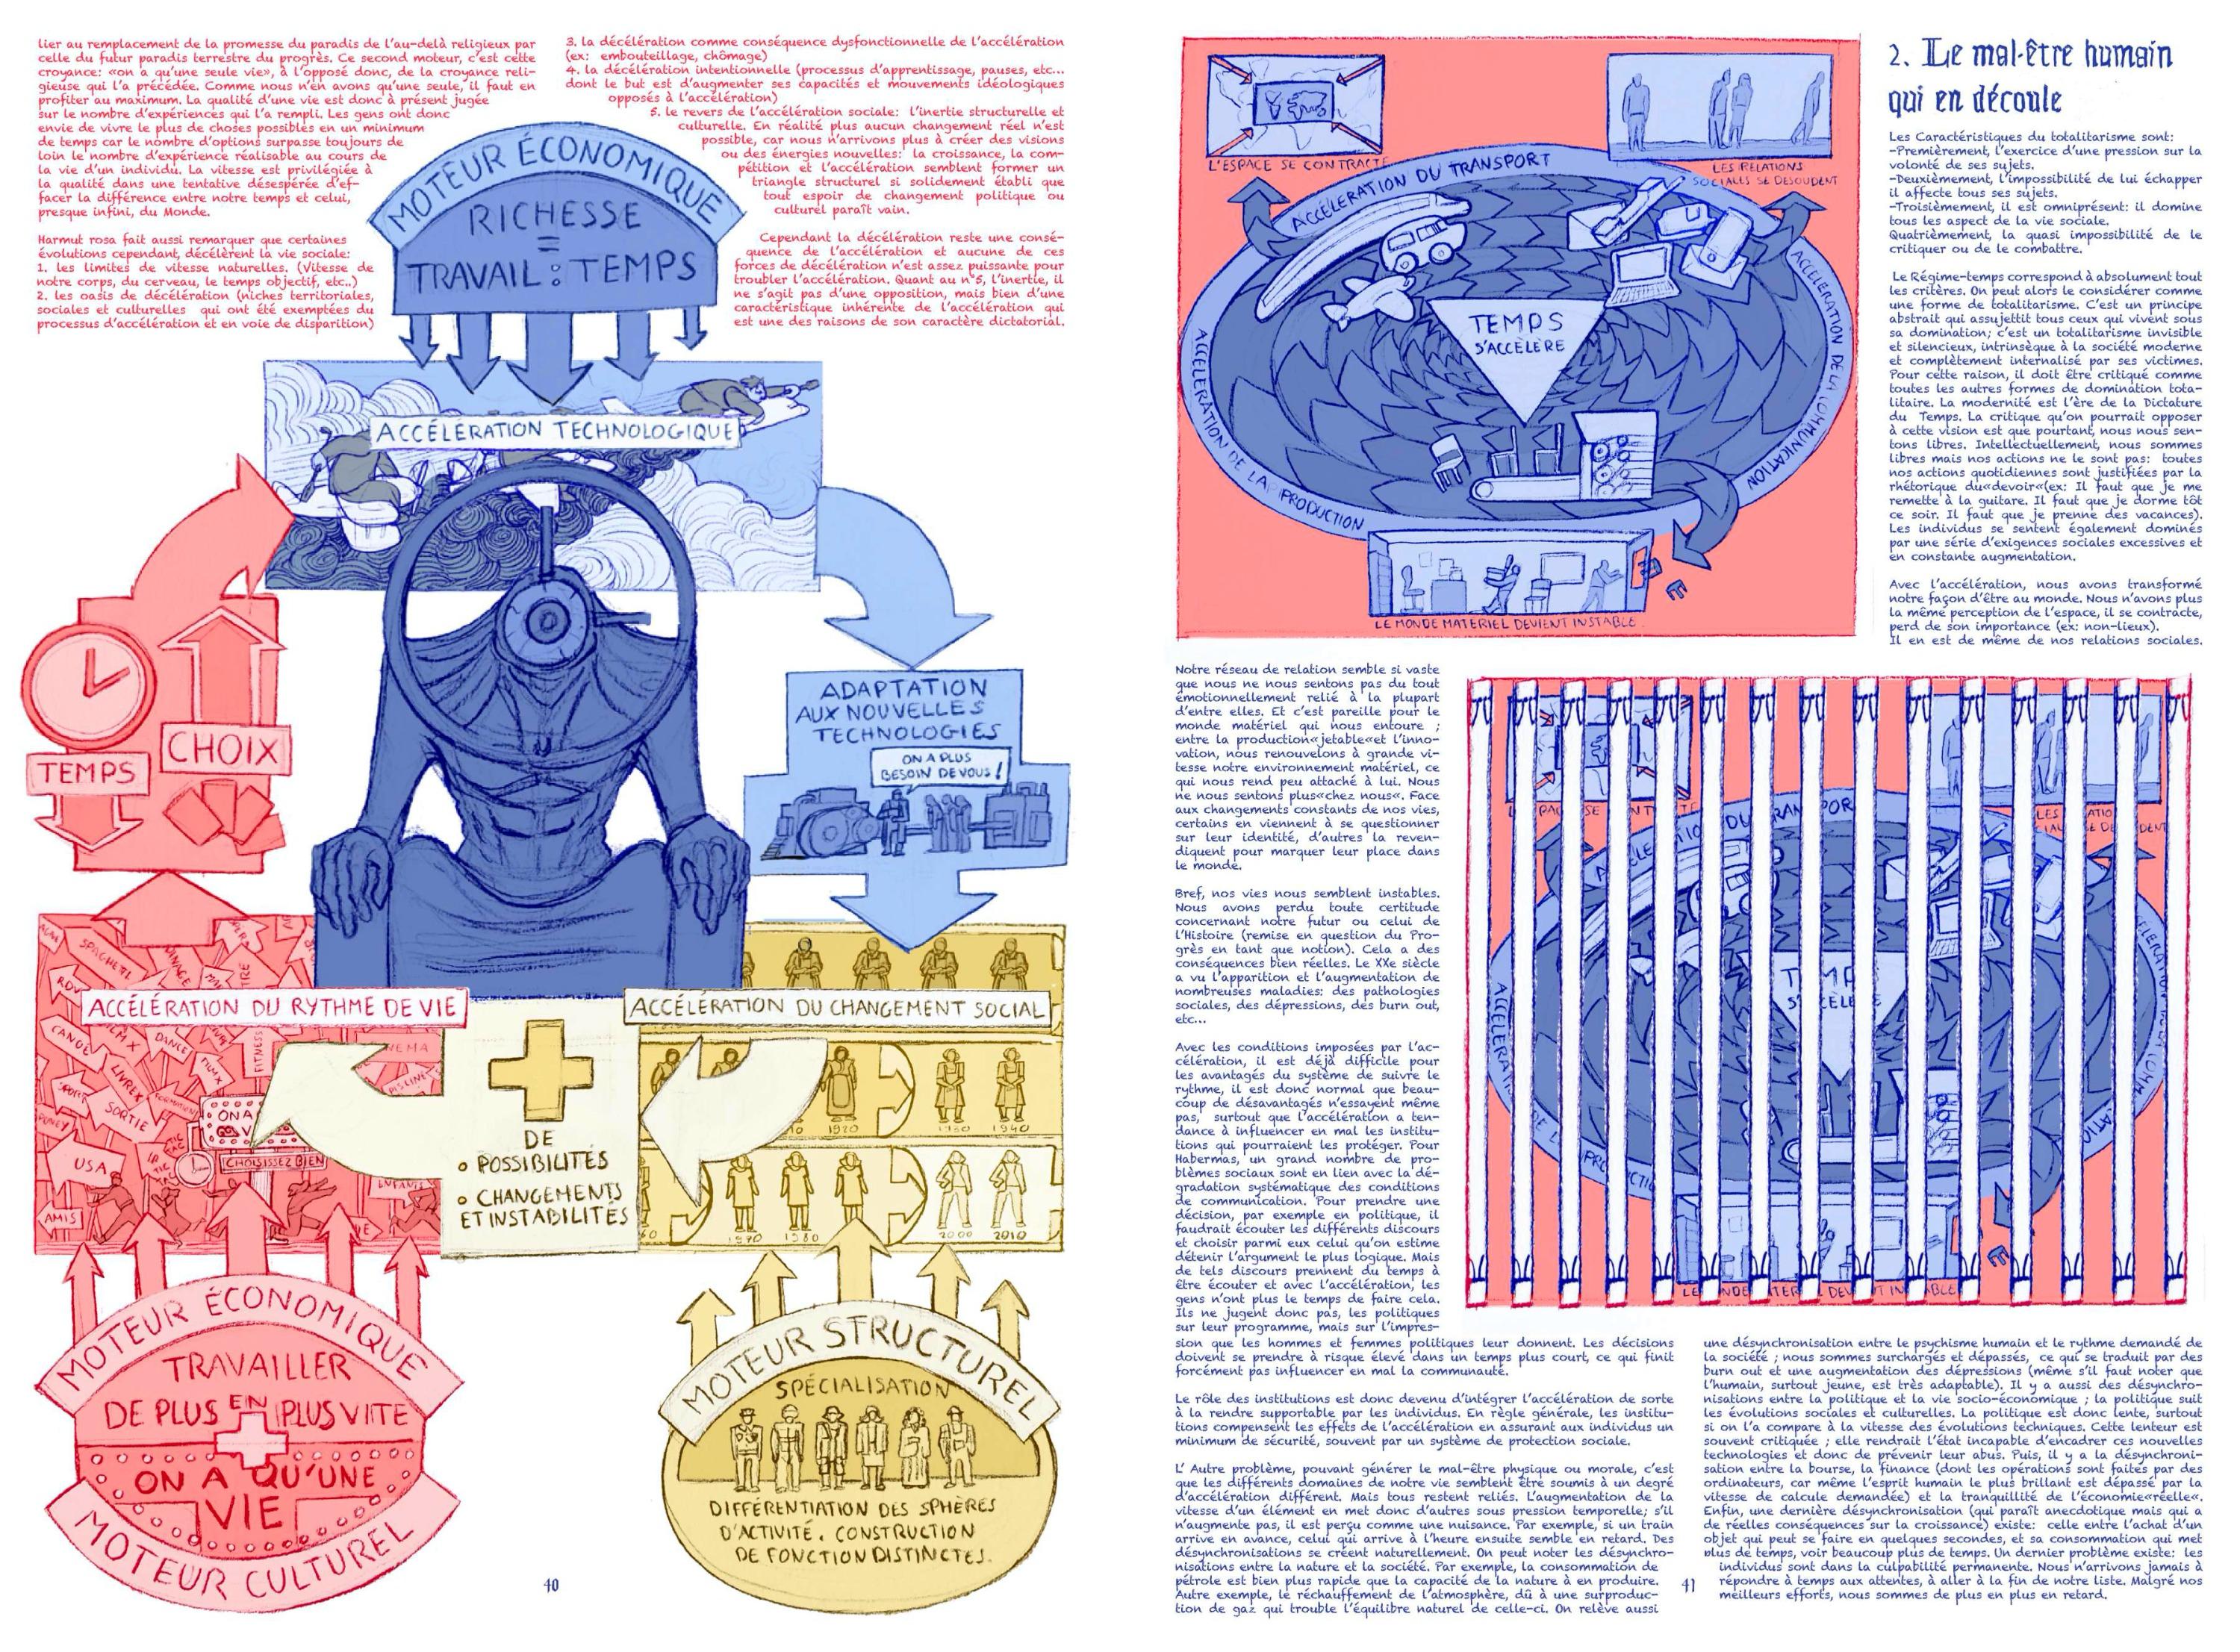 lier au remplacement de la promesse du paradis de l'au-delà religieux par
celle du futur paradis terrestre du progrès. Ce second moteur, c'est cette
croyance: «on a qu'une seule vie», à l'opposé donc, de la croyance reli-
gieuse qui l'a précédée. Comme nous n'en avons qu'une seule, il faut en
profiter au maximum. La qualité d'une vie est donc à présent jugée
sur le nombre d'expériences qui l'a rempli. Les gens ont donc
envie de vivre le plus de choses possibles en un minimum
de temps car le nombre d'options surpasse toujours de
loin le nombre d'expérience réalisable au cours de
la vie d'un individu. La vitesse est privilégiée à
la qualité dans une tentative désespérée d'ef-
facer la différence entre notre temps et celui,
presque infini, du Monde.
Harmut rosa fait aussi remarquer que certaines
évolutions cependant, décélèrent la vie sociale:
1. les limites de vitesse naturelles. (Vitesse de
notre corps, du cerveau, le temps objectif, etc..)
2. les oasis de décélération (niches territoriales,
sociales et culturelles qui ont été exemptées du
processus d'accélération et en voie de disparition)
3. la décélération comme conséquence dysfonctionnelle de l'accélération
(ex: embouteillage, chômage)
4. la décélération intentionnelle (processus d'apprentissage, pauses, etc...
dont le but est d'augmenter ses capacités et mouvements idéologiques
opposés à l'accélération)
5. le revers de l'accélération sociale: l'inertie structurelle et
culturelle. En réalité plus aucun changement réel n'est
possible, car nous n'arrivons plus à créer des visions
ou des énergies nouvelles: la croissance, la com-
pétition et l'accélération semblent former un
triangle structurel si solidement établi que
tout espoir de changement politique ou
culturel paraît vain.
Cependant la décélération reste une consé-
quence de l'accélération et aucune de ces
forces de décélération n'est assez puissante pour
troubler l'accélération. Quant au n°5, l'inertie, il
ne s'agit pas d'une opposition, mais bien d'une
caractéristique inhérente de l'accélération qui
est une des raisons de son caractère dictatorial.
MOTEUR ÉCONOMIQUE
RICHESSE
=
TRAVAIL : TEMPS
ACCÉLÉRATION TECHNOLOGIQUE
TEMPS
CHOIX
ADAPTATION
AUX NOUVELLES
TECHNOLOGIES
ON A PLUS
BESOIN DE VOUS !
ACCÉLÉRATION DU RYTHME DE VIE
ACCÉLÉRATION DU CHANGEMENT SOCIAL
SPAGHETTI
RDV
CANDÉ
DANCE
FILM X
LIVRE X
FITNESS
SPORT
SORTIE
PONEY
USA
AMIS
ON A
CHOISISSEZ BIEN
DE
• POSSIBILITÉS
• CHANGEMENTS
ET INSTABILITÉS
1920
1930
1940
1970
1980
2000
2010
MOTEUR ÉCONOMIQUE
TRAVAILLER
DE PLUS EN PLUS VITE
ON A QU'UNE
VIE
MOTEUR CULTUREL
MOTEUR STRUCTUREL
SPÉCIALISATION
DIFFÉRENTIATION DES SPHÈRES
D'ACTIVITÉ. CONSTRUCTION
DE FONCTION DISTINCTES.
40
L'ESPACE SE CONTRACTE
LES RELATIONS
SOCIALES SE DESOUDENT
ACCÉLÉRATION DU TRANSPORT
ACCELERATION DE LA COMMUNICATION
ACCELERATION DE LA PRODUCTION
TEMPS
S'ACCÉLÈRE
LE MONDE MATERIEL DEVIENT INSTABLE
2. Le mal-être humain
qui en découle
Les Caractéristiques du totalitarisme sont:
-Premièrement, l'exercice d'une pression sur la
volonté de ses sujets.
-Deuxièmement, l'impossibilité de lui échapper
il affecte tous ses sujets.
-Troisièmement, il est omniprésent: il domine
tous les aspect de la vie sociale.
Quatrièmement, la quasi impossibilité de le
critiquer ou de le combattre.
Le Régime-temps correspond à absolument tout
les critères. On peut alors le considérer comme
une forme de totalitarisme. C'est un principe
abstrait qui assujettit tous ceux qui vivent sous
sa domination; c'est un totalitarisme invisible
et silencieux, intrinsèque à la société moderne
et complètement internalisé par ses victimes.
Pour cette raison, il doit être critiqué comme
toutes les autres formes de domination tota-
litaire. La modernité est l'ère de la Dictature
du Temps. La critique qu'on pourrait opposer
à cette vision est que pourtant, nous nous sen-
tons libres. Intellectuellement, nous sommes
libres mais nos actions ne le sont pas: toutes
nos actions quotidiennes sont justifiées par la
rhétorique du«devoir«(ex: Il faut que je me
remette à la guitare. Il faut que je dorme tôt
ce soir. Il faut que je prenne des vacances).
Les individus se sentent également dominés
par une série d'exigences sociales excessives et
en constante augmentation.
Avec l'accélération, nous avons transformé
notre façon d'être au monde. Nous n'avons plus
la même perception de l'espace, il se contracte,
perd de son importance (ex: non-lieux).
Il en est de même de nos relations sociales.
Notre réseau de relation semble si vaste
que nous ne nous sentons pas du tout
émotionnellement relié à la plupart
d'entre elles. Et c'est pareille pour le
monde matériel qui nous entoure ;
entre la production«jetable«et l'inno-
vation, nous renouvelons à grande vi-
tesse notre environnement matériel, ce
qui nous rend peu attaché à lui. Nous
ne nous sentons plus«chez nous«. Face
aux changements constants de nos vies,
certains en viennent à se questionner
sur leur identité, d'autres la reven-
diquent pour marquer leur place dans
le monde.
Bref, nos vies nous semblent instables.
Nous avons perdu toute certitude
concernant notre futur ou celui de
l'Histoire (remise en question du Pro-
grès en tant que notion). Cela a des
conséquences bien réelles. Le XXe siècle
a vu l'apparition et l'augmentation de
nombreuses maladies: des pathologies
sociales, des dépressions, des burn out,
etc...
Avec les conditions imposées par l'ac-
célération, il est déjà difficile pour
les avantagés du système de suivre le
rythme, il est donc normal que beau-
coup de désavantagés n'essayent même
pas, surtout que l'accélération a ten-
dance à influencer en mal les institu-
tions qui pourraient les protéger. Pour
Habermas, un grand nombre de pro-
blèmes sociaux sont en lien avec la dé-
gradation systématique des conditions
de communication. Pour prendre une
décision, par exemple en politique, il
faudrait écouter les différents discours
et choisir parmi eux celui qu'on estime
détenir l'argument le plus logique. Mais
de tels discours prennent du temps à
être écouter et avec l'accélération, les
gens n'ont plus le temps de faire cela.
Ils ne jugent donc pas, les politiques
sur leur programme, mais sur l'impres-
sion que les hommes et femmes politiques leur donnent. Les décisions
doivent se prendre à risque élevé dans un temps plus court, ce qui finit
forcément pas influencer en mal la communauté.
Le rôle des institutions est donc devenu d'intégrer l'accélération de sorte
à la rendre supportable par les individus. En règle générale, les institu-
tions compensent les effets de l'accélération en assurant aux individus un
minimum de sécurité, souvent par un système de protection sociale.
L' Autre problème, pouvant générer le mal-être physique ou morale, c'est
que les différents domaines de notre vie semblent être soumis à un degré
d'accélération différent. Mais tous restent reliés. L'augmentation de la
vitesse d'un élément en met donc d'autres sous pression temporelle; s'il
n'augmente pas, il est perçu comme une nuisance. Par exemple, si un train
arrive en avance, celui qui arrive à l'heure ensuite semble en retard. Des
désynchronisations se créent naturellement. On peut noter les désynchro-
nisations entre la nature et la société. Par exemple, la consommation de
pétrole est bien plus rapide que la capacité de la nature à en produire.
Autre exemple, le réchauffement de l'atmosphère, dû à une surproduc-
tion de gaz qui trouble l'équilibre naturel de celle-ci. On relève aussi
une désynchronisation entre le psychisme humain et le rythme demandé de
la société ; nous sommes surchargés et dépassés, ce qui se traduit par des
burn out et une augmentation des dépressions (même s'il faut noter que
l'humain, surtout jeune, est très adaptable). Il y a aussi des désynchro-
nisations entre la politique et la vie socio-économique ; la politique suit
les évolutions sociales et culturelles. La politique est donc lente, surtout
si on l'a compare à la vitesse des évolutions techniques. Cette lenteur est
souvent critiquée ; elle rendrait l'état incapable d'encadrer ces nouvelles
technologies et donc de prévenir leur abus. Puis, il y a la désynchroni-
sation entre la bourse, la finance (dont les opérations sont faites par des
ordinateurs, car même l'esprit humain le plus brillant est dépassé par la
vitesse de calcule demandée) et la tranquillité de l'économie«réelle«.
Enfin, une dernière désynchronisation (qui paraît anecdotique mais qui a
de réelles conséquences sur la croissance) existe: celle entre l'achat d'un
objet qui peut se faire en quelques secondes, et sa consommation qui met
plus de temps, voir beaucoup plus de temps. Un dernier problème existe: les
individus sont dans la culpabilité permanente. Nous n'arrivons jamais à
répondre à temps aux attentes, à aller à la fin de notre liste. Malgré nos
meilleurs efforts, nous sommes de plus en plus en retard.
41